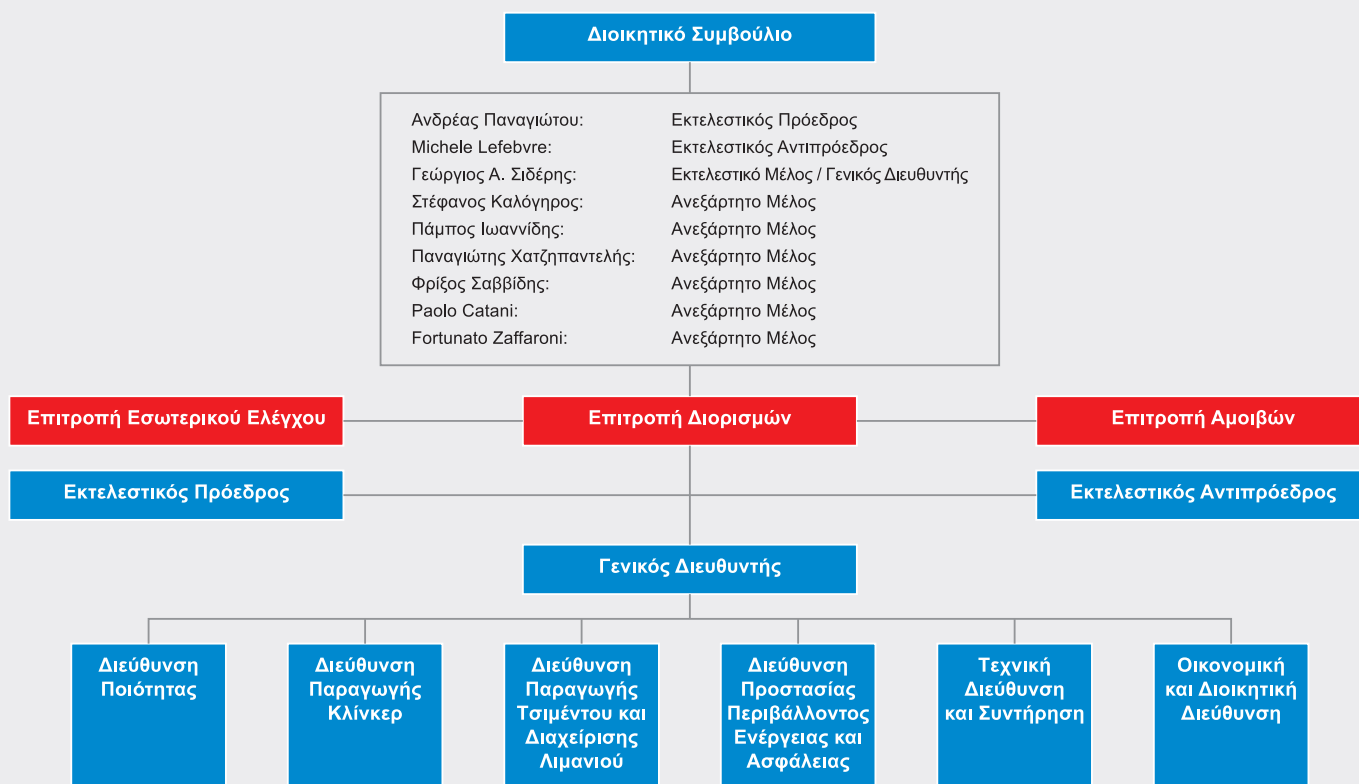 Διοικητικό Συμβούλιο
Ανδρέας Παναγιώτου: Εκτελεστικός Πρόεδρος
Michele Lefebvre: Εκτελεστικός Αντιπρόεδρος
Γεώργιος Α. Σιδέρης: Εκτελεστικό Μέλος / Γενικός Διευθυντής
Στέφανος Καλόγηρος: Ανεξάρτητο Μέλος
Πάμπος Ιωαννίδης: Ανεξάρτητο Μέλος
Παναγιώτης Χατζηπαντελής: Ανεξάρτητο Μέλος
Φρίξος Σαββίδης: Ανεξάρτητο Μέλος
Paolo Catani: Ανεξάρτητο Μέλος
Fortunato Zaffaroni: Ανεξάρτητο Μέλος
Επιτροπή Εσωτερικού Ελέγχου
Επιτροπή Διορισμών
Επιτροπή Αμοιβών
Εκτελεστικός Πρόεδρος
Εκτελεστικός Αντιπρόεδρος
Γενικός Διευθυντής
Διεύθυνση
Ποιότητας
Διεύθυνση
Παραγωγής
Κλίνκερ
Διεύθυνση
Παραγωγής
Τσιμέντου και
Διαχείρισης
Λιμανιού
Διεύθυνση
Προστασίας
Περιβάλλοντος
Ενέργειας και
Ασφάλειας
Τεχνική
Διεύθυνση
και Συντήρηση
Οικονομική
και Διοικητική
Διεύθυνση